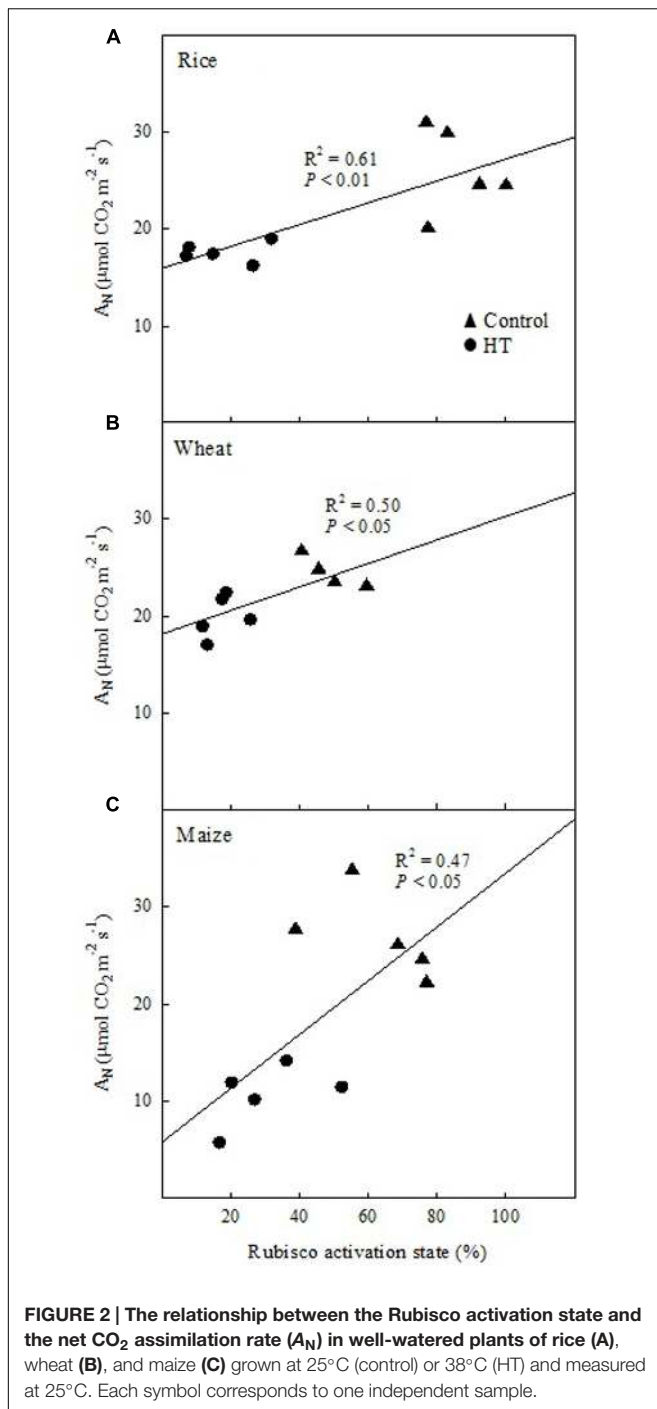 A
Rice
R² = 0.61
P < 0.01
30
20
10
A_N (μmol CO₂ m⁻² s⁻¹)
▲ Control
● HT
B
Wheat
R² = 0.50
P < 0.05
30
20
10
A_N (μmol CO₂ m⁻² s⁻¹)
C
Maize
R² = 0.47
P < 0.05
30
20
10
A_N (μmol CO₂ m⁻² s⁻¹)
20 40 60 80 100
Rubisco activation state (%)
FIGURE 2 | The relationship between the Rubisco activation state and
the net CO₂ assimilation rate (A_N) in well-watered plants of rice (A),
wheat (B), and maize (C) grown at 25°C (control) or 38°C (HT) and measured
at 25°C. Each symbol corresponds to one independent sample.